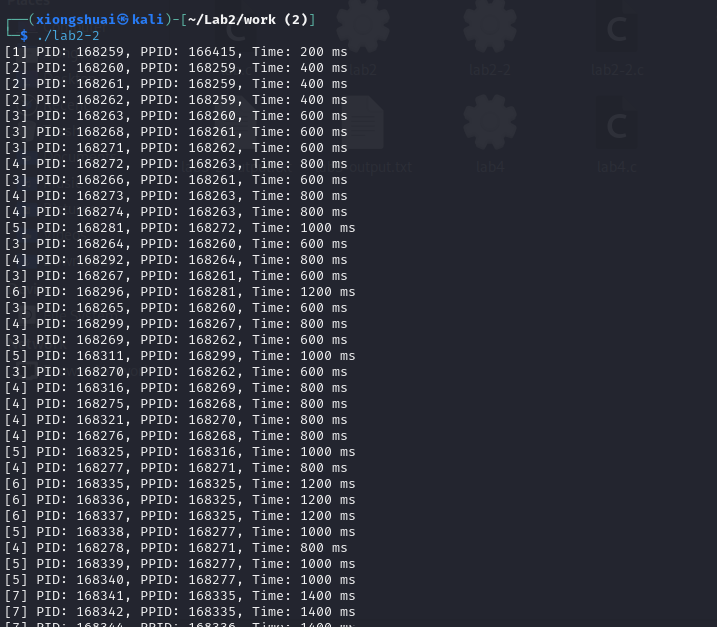 Places
┌──(xiongshuai㉿kali)-[~/Lab2/work (2)]
└─$ ./lab2-2
[1] PID: 168259, PPID: 166415, Time: 200 ms
[2] PID: 168260, PPID: 168259, Time: 400 ms
lab2-2
lab2-2.c
[2] PID: 168261, PPID: 168259, Time: 400 ms
[2] PID: 168262, PPID: 168259, Time: 400 ms
[3] PID: 168263, PPID: 168260, Time: 600 ms
[3] PID: 168268, PPID: 168261, Time: 600 ms
[3] PID: 168271, PPID: 168262, Time: 600 ms
[4] PID: 168272, PPID: 168263, Time: 800 ms
lab4
lab4.c
[3] PID: 168266, PPID: 168261, Time: 600 ms
[4] PID: 168273, PPID: 168263, Time: 800 ms
[4] PID: 168274, PPID: 168263, Time: 800 ms
[5] PID: 168281, PPID: 168272, Time: 1000 ms
[3] PID: 168264, PPID: 168260, Time: 600 ms
[4] PID: 168292, PPID: 168264, Time: 800 ms
[3] PID: 168267, PPID: 168261, Time: 600 ms
[6] PID: 168296, PPID: 168281, Time: 1200 ms
[3] PID: 168265, PPID: 168260, Time: 600 ms
[4] PID: 168299, PPID: 168267, Time: 800 ms
[3] PID: 168269, PPID: 168262, Time: 600 ms
[5] PID: 168311, PPID: 168299, Time: 1000 ms
[3] PID: 168270, PPID: 168262, Time: 600 ms
[4] PID: 168316, PPID: 168269, Time: 800 ms
[4] PID: 168275, PPID: 168268, Time: 800 ms
[4] PID: 168321, PPID: 168270, Time: 800 ms
[4] PID: 168276, PPID: 168268, Time: 800 ms
[5] PID: 168325, PPID: 168316, Time: 1000 ms
[4] PID: 168277, PPID: 168271, Time: 800 ms
[6] PID: 168335, PPID: 168325, Time: 1200 ms
[6] PID: 168336, PPID: 168325, Time: 1200 ms
[6] PID: 168337, PPID: 168325, Time: 1200 ms
[5] PID: 168338, PPID: 168277, Time: 1000 ms
[4] PID: 168278, PPID: 168271, Time: 800 ms
[5] PID: 168339, PPID: 168277, Time: 1000 ms
[5] PID: 168340, PPID: 168277, Time: 1000 ms
[7] PID: 168341, PPID: 168335, Time: 1400 ms
[7] PID: 168342, PPID: 168335, Time: 1400 ms
[7] PID: 168344, PPID: 168336, Time: 1400 ms